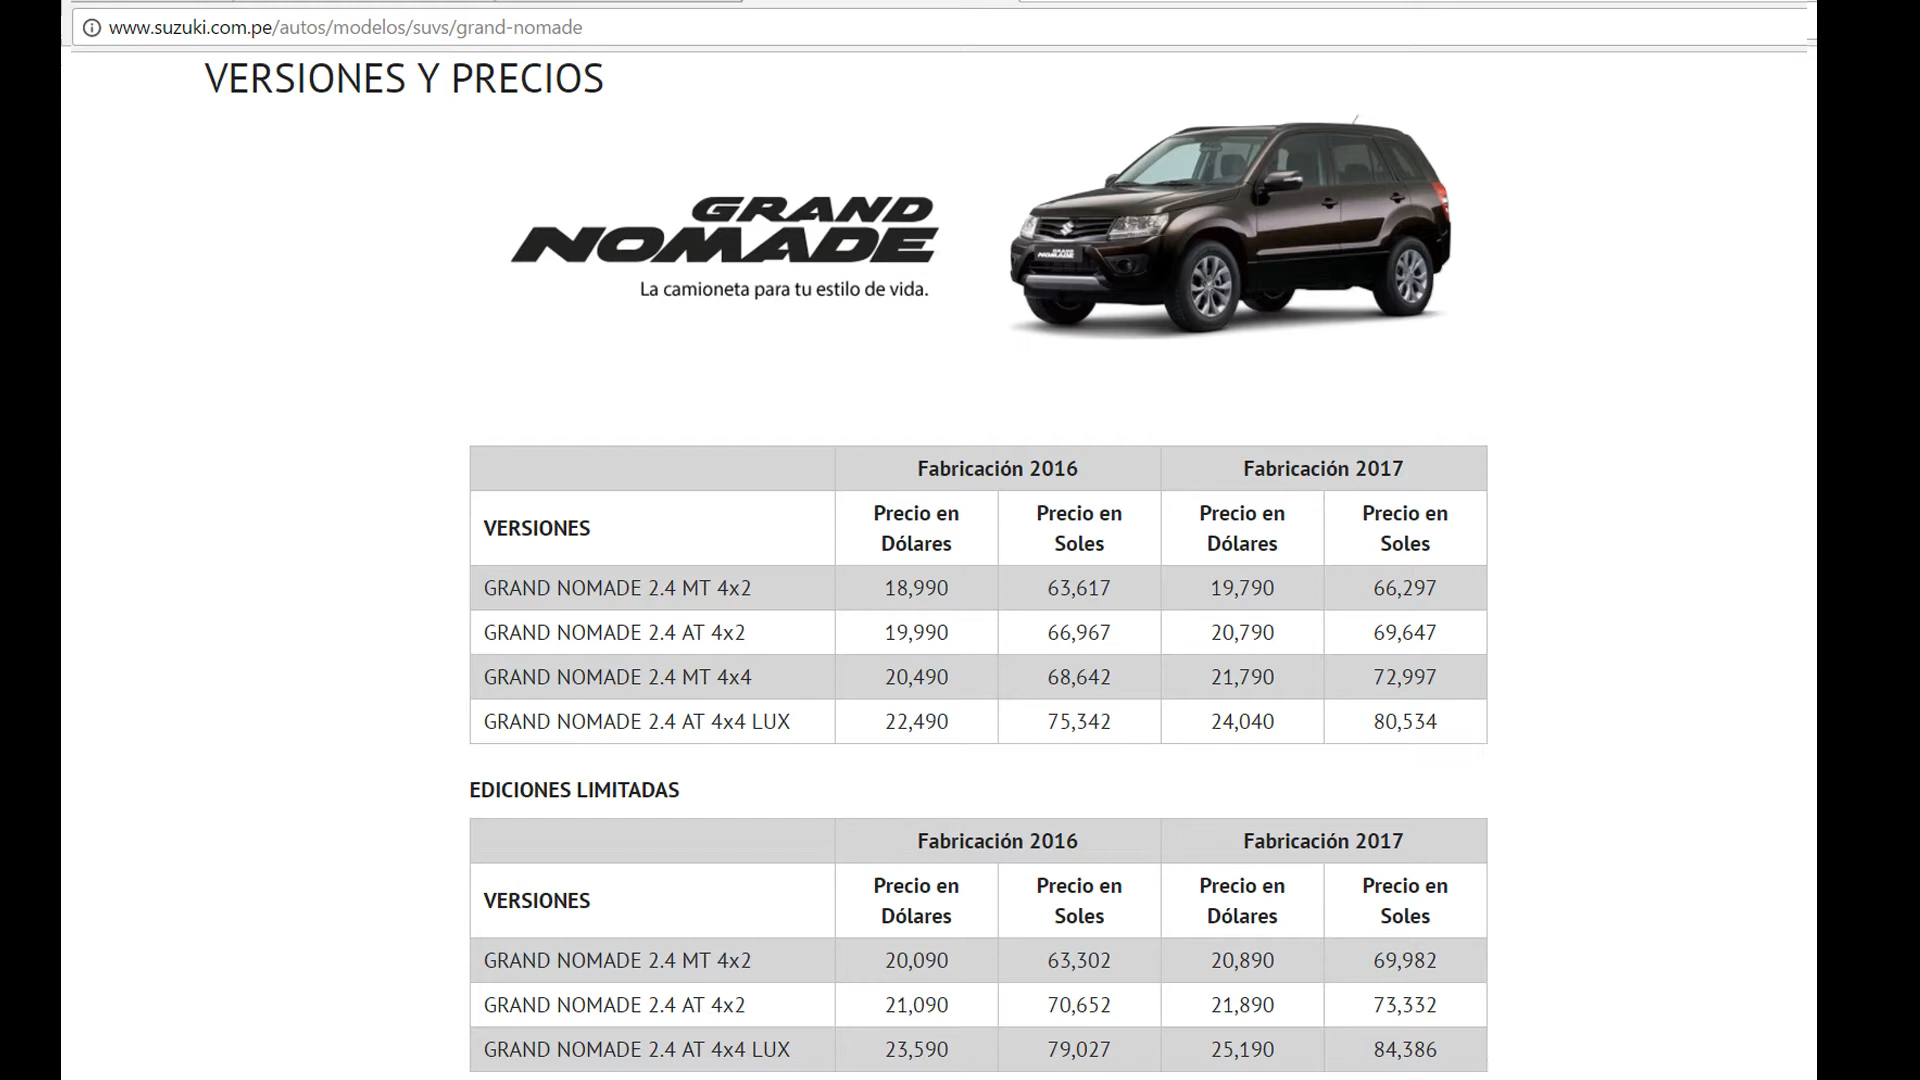 www.suzuki.com.pe/autos/modelos/suvs/grand-nomade
VERSIONES Y PRECIOS
GRAND
NOMADE
La camioneta para tu estilo de vida.
GRAND
NOMADE
Fabricación 2016 Fabricación 2017
VERSIONES Precio en Dólares Precio en Soles Precio en Dólares Precio en Soles
GRAND NOMADE 2.4 MT 4x2 18,990 63,617 19,790 66,297
GRAND NOMADE 2.4 AT 4x2 19,990 66,967 20,790 69,647
GRAND NOMADE 2.4 MT 4x4 20,490 68,642 21,790 72,997
GRAND NOMADE 2.4 AT 4x4 LUX 22,490 75,342 24,040 80,534
EDICIONES LIMITADAS
Fabricación 2016 Fabricación 2017
VERSIONES Precio en Dólares Precio en Soles Precio en Dólares Precio en Soles
GRAND NOMADE 2.4 MT 4x2 20,090 63,302 20,890 69,982
GRAND NOMADE 2.4 AT 4x2 21,090 70,652 21,890 73,332
GRAND NOMADE 2.4 AT 4x4 LUX 23,590 79,027 25,190 84,386